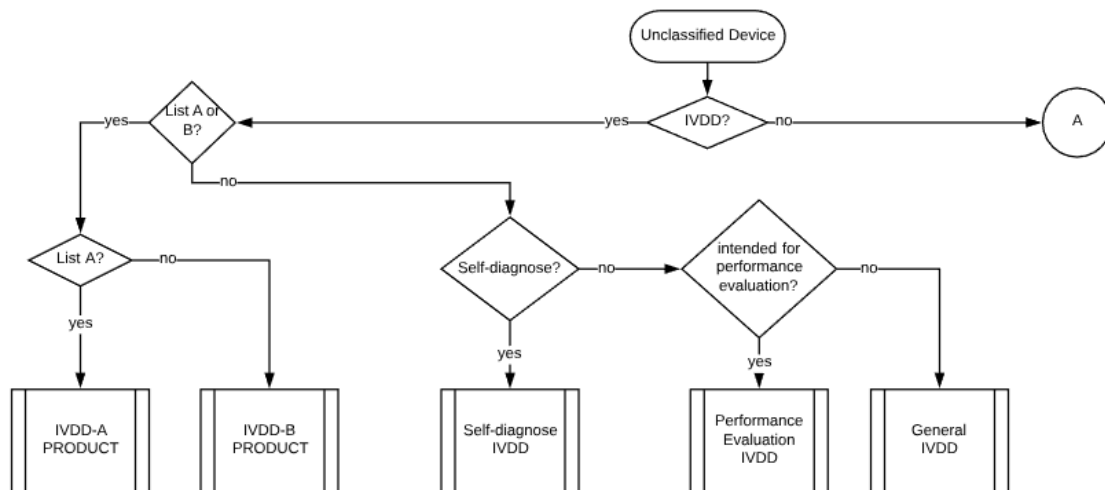 Unclassified Device
List A or
B?
yes
yes
IVDD?
no
A
no
List A?
no
Self-diagnose?
no
intended for
performance
evaluation?
no
yes
yes
yes
IVDD-A
PRODUCT
IVDD-B
PRODUCT
Self-diagnose
IVDD
Performance
Evaluation
IVDD
General
IVDD